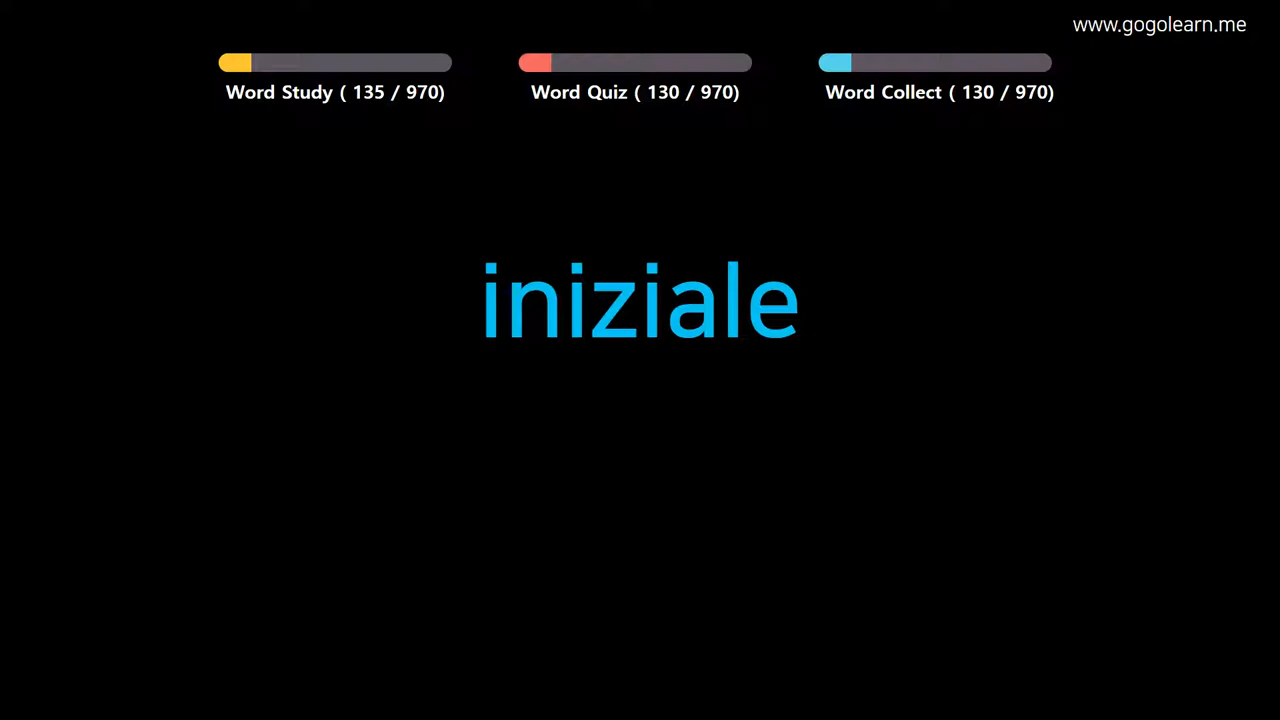 www.gogolearn.me
Word Study ( 135 / 970)
Word Quiz ( 130 / 970)
Word Collect ( 130 / 970)
iniziale